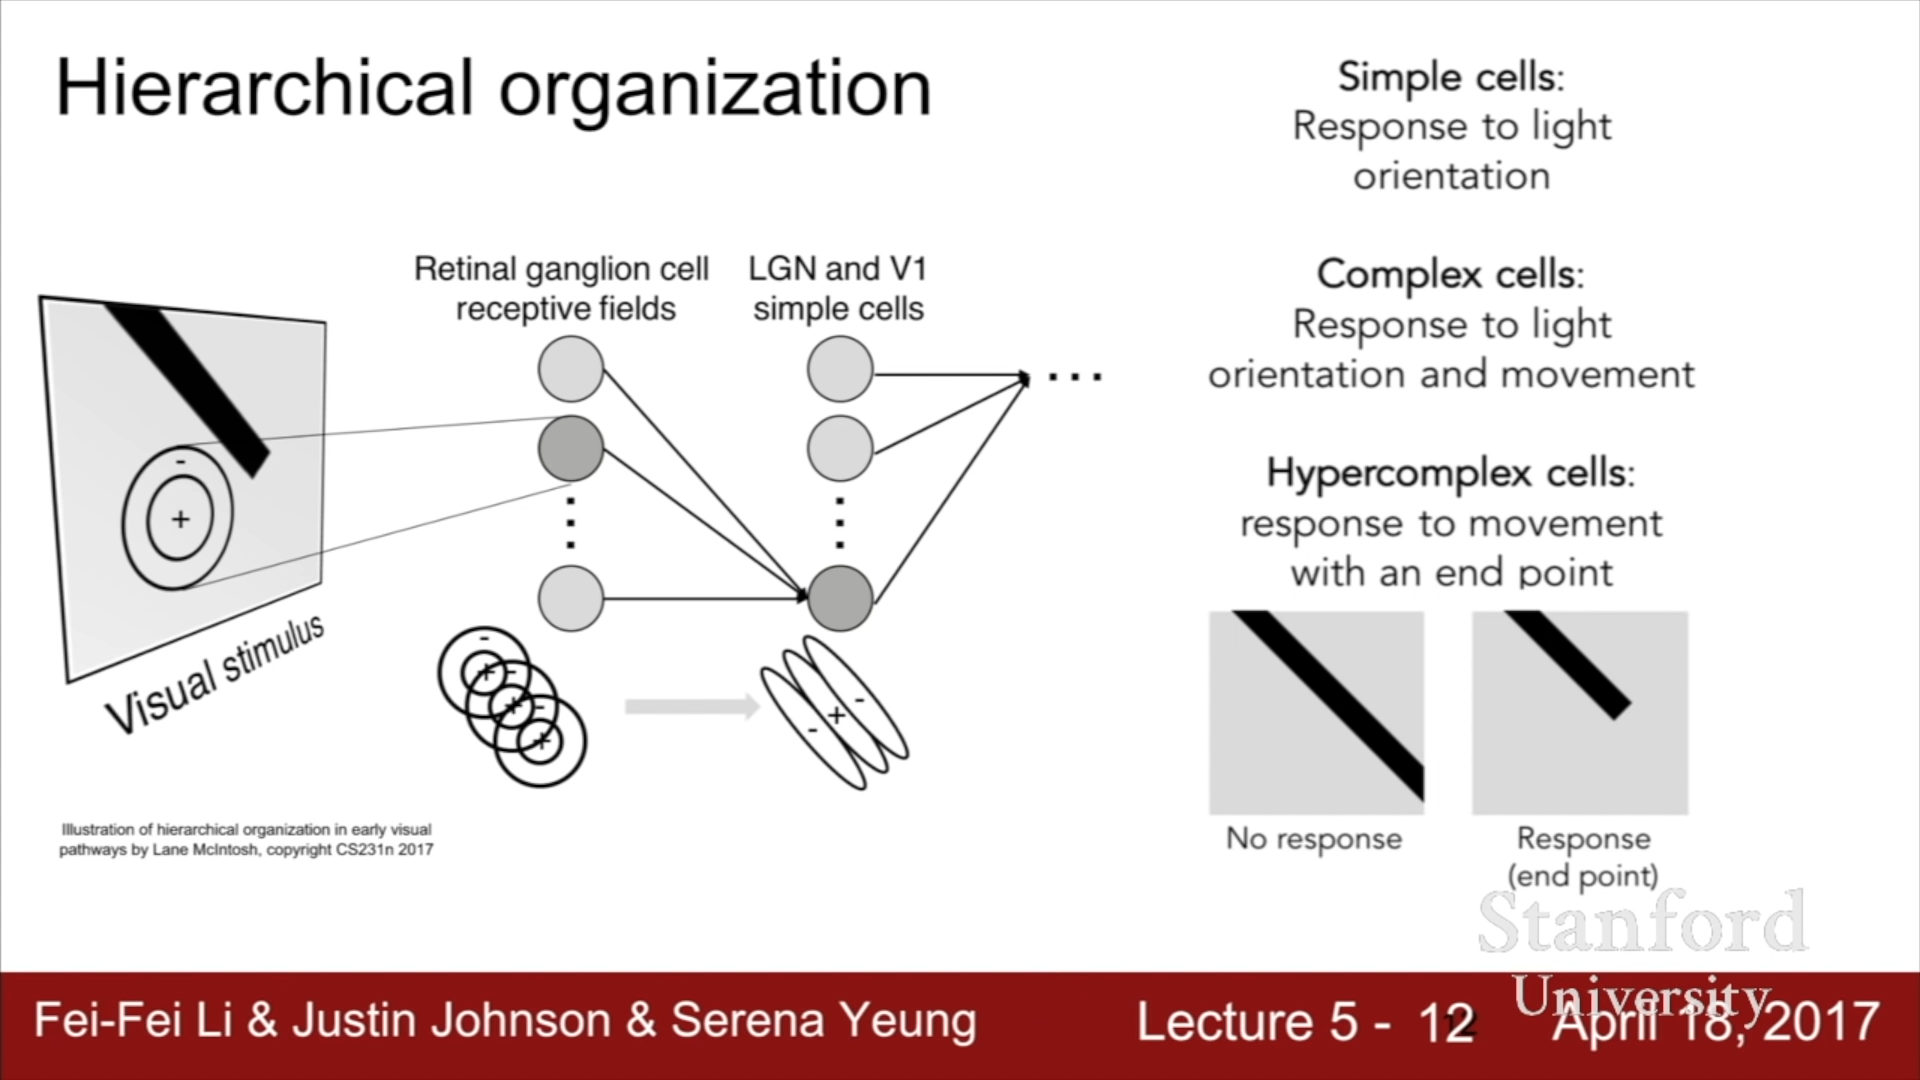 Hierarchical organization
Simple cells:
Response to light
orientation
Retinal ganglion cell
receptive fields
LGN and V1
simple cells
Complex cells:
Response to light
orientation and movement
Hypercomplex cells:
response to movement
with an end point
Visual stimulus
No response
Response
(end point)
Illustration of hierarchical organization in early visual
pathways by Lane McIntosh, copyright CS231n 2017
Stanford
University
Fei-Fei Li & Justin Johnson & Serena Yeung
Lecture 5 - 12
April 18, 2017